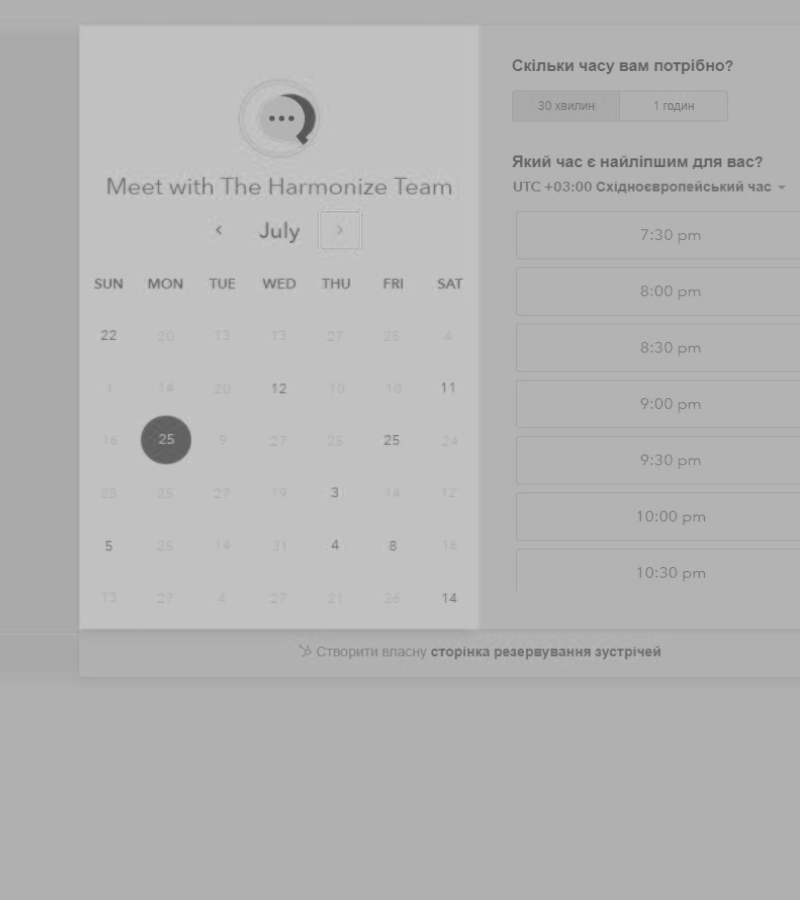 Meet with The Harmonize Team
July
SUN MON TUE WED THU FRI SAT
22 20 13 13 27 25 4
1 14 20 12 10 10 11
16 25 9 27 25 25 24
28 25 27 19 3 14 12
5 25 14 31 4 8 16
13 27 4 27 21 26 14
Скільки часу вам потрібно?
30 хвилин 1 годин
Який час є найліпшим для вас?
UTC +03:00 Східноєвропейський час
7:30 pm
8:00 pm
8:30 pm
9:00 pm
9:30 pm
10:00 pm
10:30 pm
Створити власну сторінка резервування зустрічей